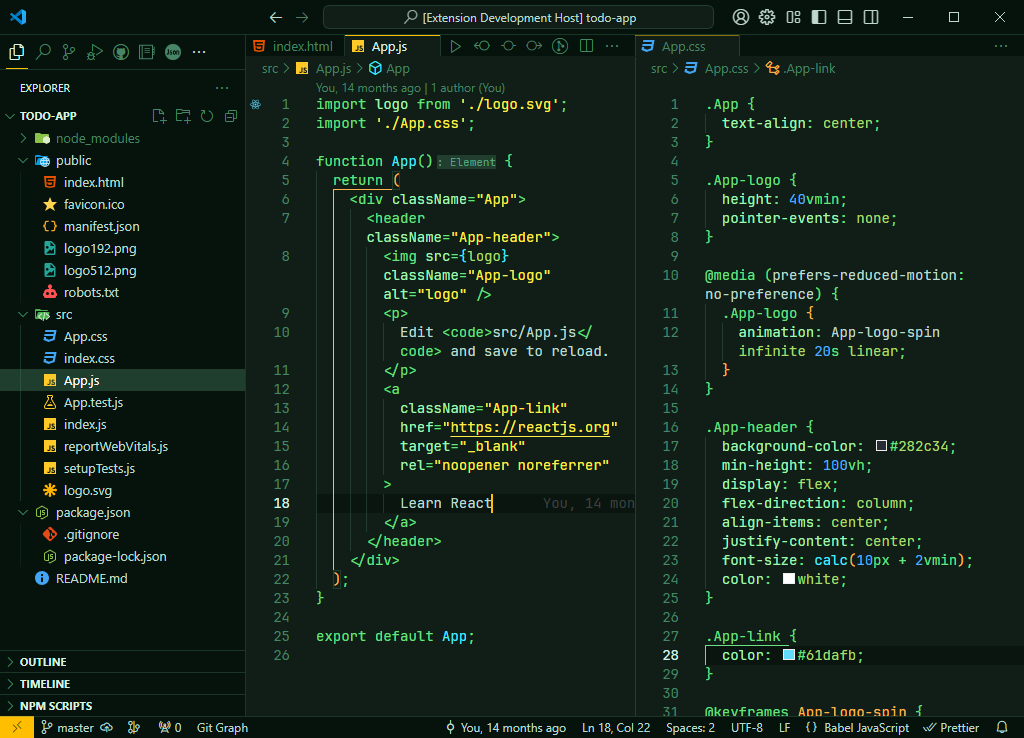 [Extension Development Host] todo-app
index.html
App.js
App.css
src > App.js > App
src > App.css > .App-link
EXPLORER
TODO-APP
node_modules
public
index.html
favicon.ico
manifest.json
logo192.png
logo512.png
robots.txt
src
App.css
index.css
App.js
App.test.js
index.js
reportWebVitals.js
setupTests.js
logo.svg
package.json
.gitignore
package-lock.json
README.md
OUTLINE
TIMELINE
NPM SCRIPTS
You, 14 months ago | 1 author (You)
1 import logo from './logo.svg';
2 import './App.css';
3
4 function App(): Element {
5 return (
6 <div className="App">
7 <header
className="App-header">
8 <img src={logo}
className="App-logo"
alt="logo" />
9 <p>
10 Edit <code>src/App.js</
code> and save to reload.
11 </p>
12 <a
13 className="App-link"
14 href="https://reactjs.org"
15 target="_blank"
16 rel="noopener noreferrer"
17 >
18 Learn React You, 14 mon
19 </a>
20 </header>
21 </div>
22 );
23 }
24
25 export default App;
26
1 .App {
2 text-align: center;
3 }
4
5 .App-logo {
6 height: 40vmin;
7 pointer-events: none;
8 }
9
10 @media (prefers-reduced-motion:
no-preference) {
11 .App-logo {
12 animation: App-logo-spin
infinite 20s linear;
13 }
14 }
15
16 .App-header {
17 background-color: #282c34;
18 min-height: 100vh;
19 display: flex;
20 flex-direction: column;
21 align-items: center;
22 justify-content: center;
23 font-size: calc(10px + 2vmin);
24 color: white;
25 }
26
27 .App-link {
28 color: #61dafb;
29 }
30
31 @keyframes App-logo-spin {
master
0
Git Graph
You, 14 months ago
Ln 18, Col 22
Spaces: 2
UTF-8
LF
{ } Babel JavaScript
Prettier